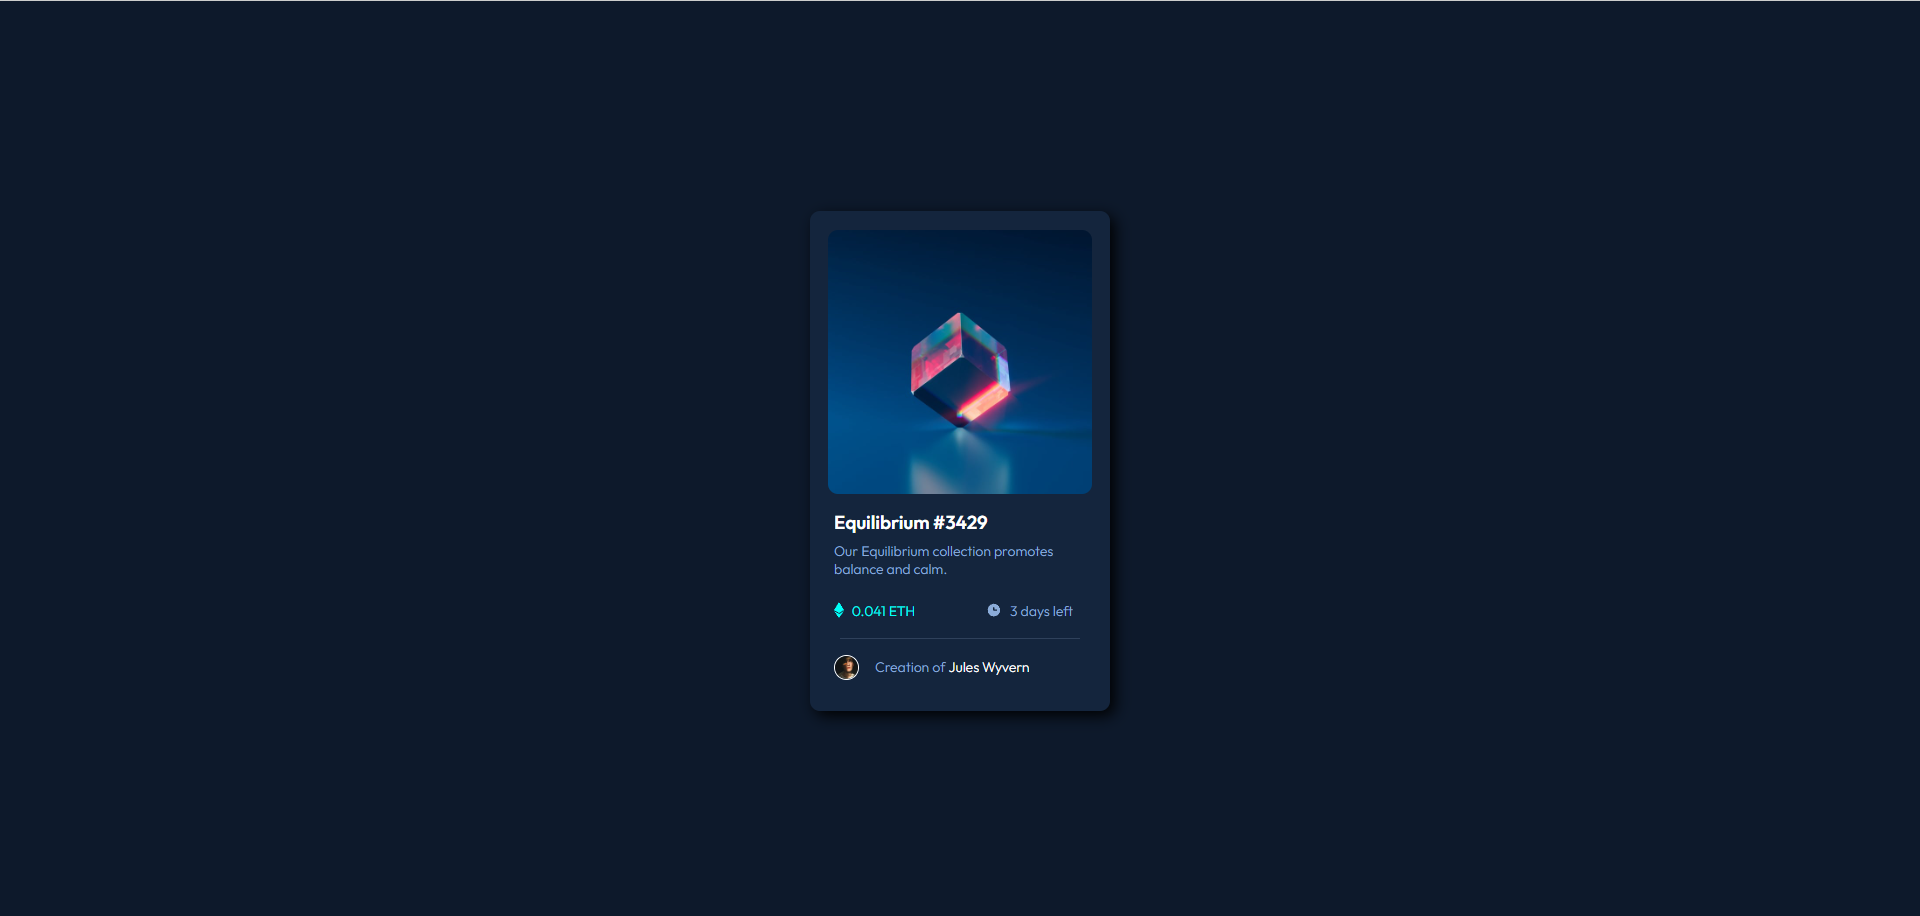 Equilibrium #3429
Our Equilibrium collection promotes
balance and calm.
0.041 ETH
3 days left
Creation of Jules Wyvern